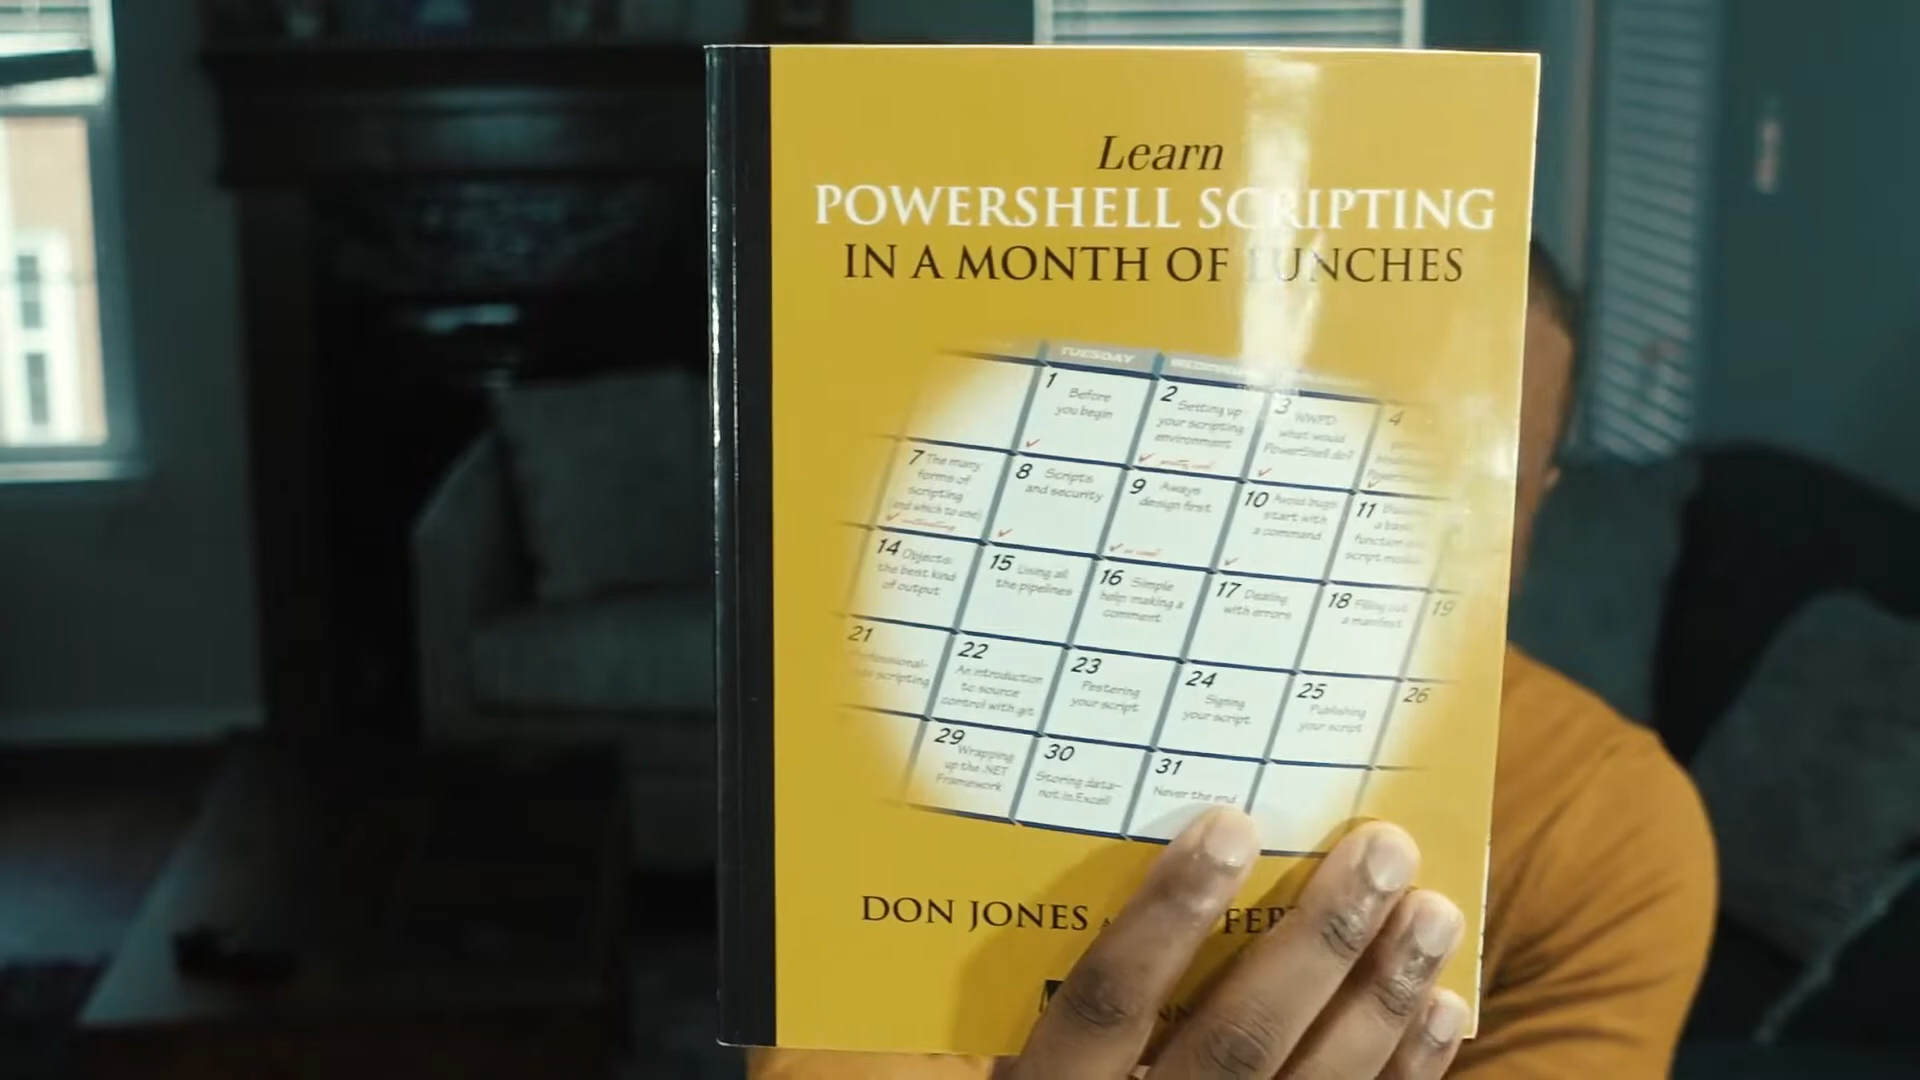 Learn
POWERSHELL SCRIPTING
IN A MONTH OF LUNCHES
TUESDAY
1 Before
you begin
2 Setting up
your scripting
environment
3 WWPD:
what would
PowerShell do?
4
7 The many
forms of
scripting
(and which to use)
8 Scripts
and security
9 Aways
design first
10 Avoid bugs
start with
a command
11
a basic
function
script
14 Objects:
the best kind
of output
15 Using all
the pipelines
16 Simple
help: making a
comment
17 Dealing
with errors
18 Filling out
a manifest
19
21
scripting
22
An introduction
to source
control with git
23
Pestering
your script
24
Signing
your script
25
Publishing
your script
26
29
Wrapping
up the .NET
Framework
30
Storing data—
not in Excel!
31
Never the end
DON JONES